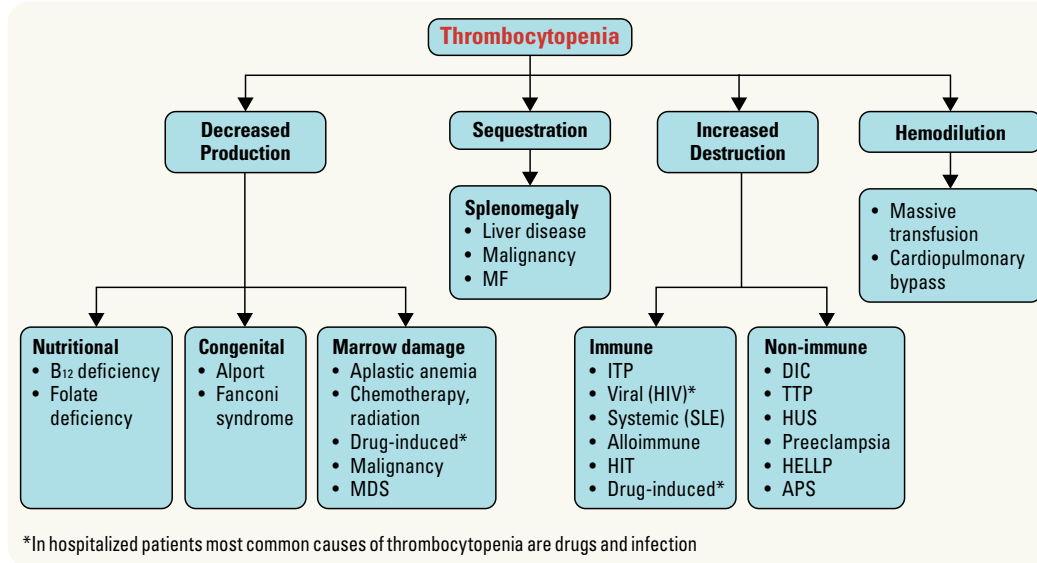 Thrombocytopenia
Decreased
Production
Sequestration
Increased
Destruction
Hemodilution
Splenomegaly
• Liver disease
• Malignancy
• MF
• Massive
transfusion
• Cardiopulmonary
bypass
Nutritional
• B₁₂ deficiency
• Folate
deficiency
Congenital
• Alport
• Fanconi
syndrome
Marrow damage
• Aplastic anemia
• Chemotherapy,
radiation
• Drug-induced*
• Malignancy
• MDS
Immune
• ITP
• Viral (HIV)*
• Systemic (SLE)
• Alloimmune
• HIT
• Drug-induced*
Non-immune
• DIC
• TTP
• HUS
• Preeclampsia
• HELLP
• APS
*In hospitalized patients most common causes of thrombocytopenia are drugs and infection